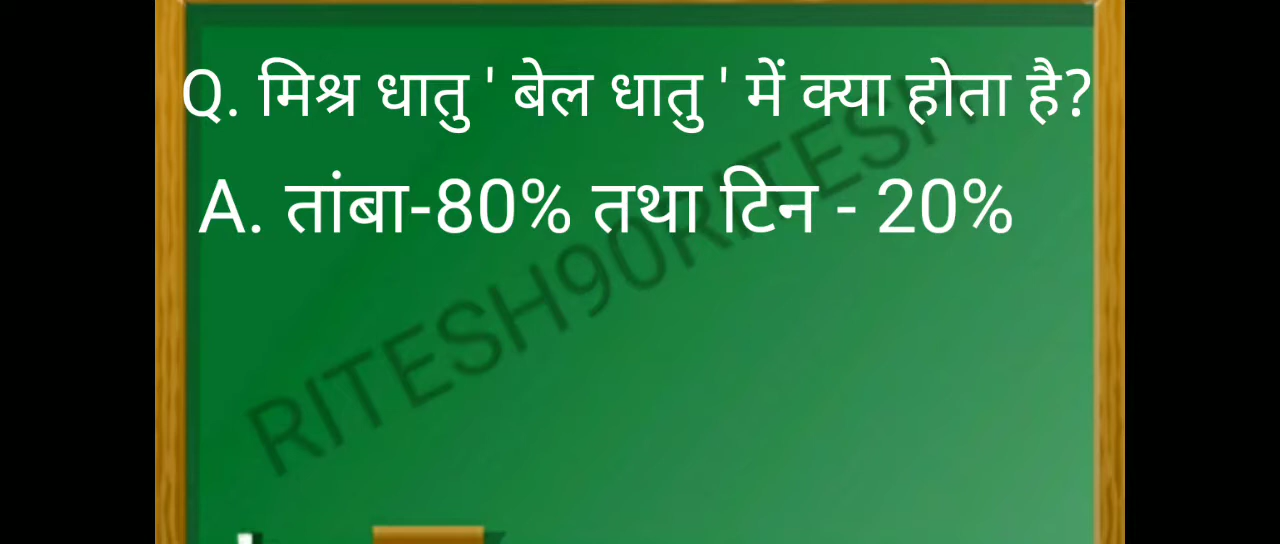 Q. मिश्र धातु ' बेल धातु ' में क्या होता है?
A. तांबा-80% तथा टिन - 20%
RITESH90RITESH